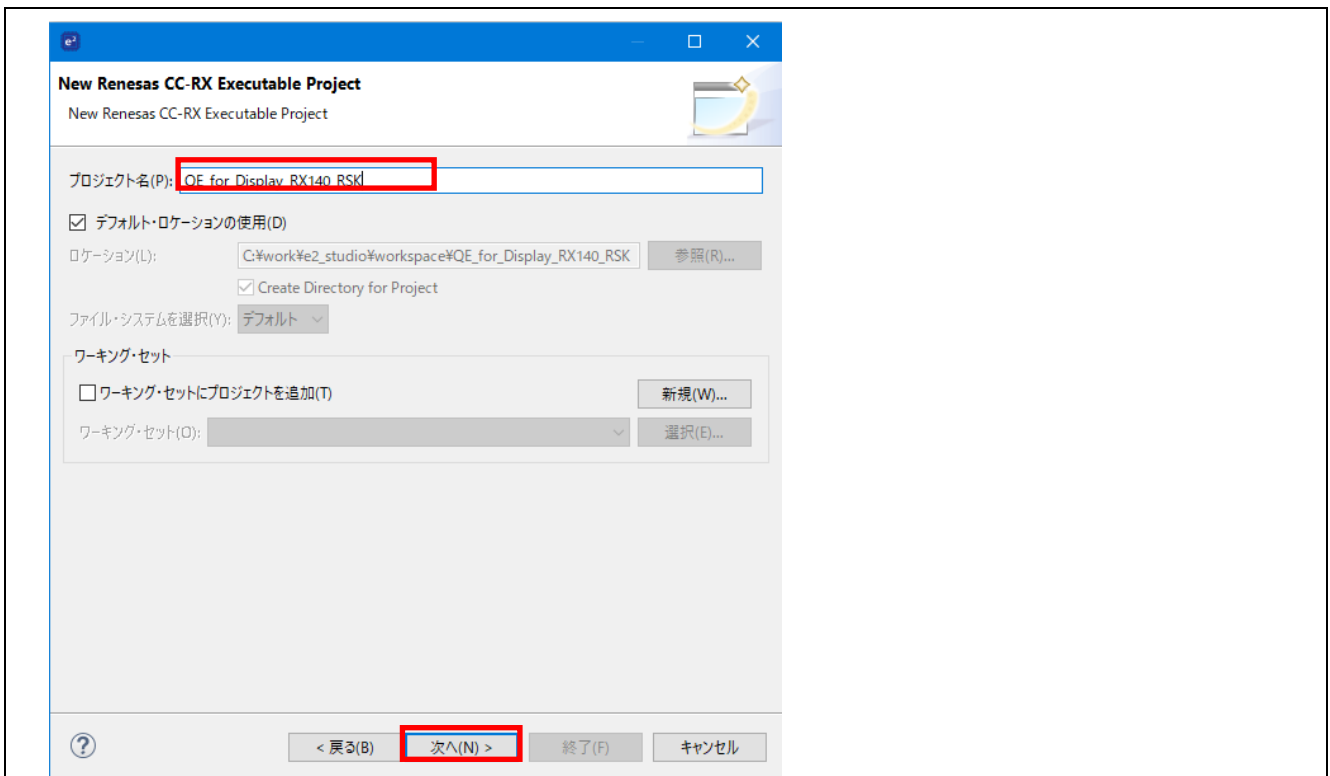 e²
New Renesas CC-RX Executable Project
New Renesas CC-RX Executable Project
プロジェクト名(P): QE_for_Display_RX140_RSK
デフォルト・ロケーションの使用(D)
ロケーション(L): C:¥work¥e2_studio¥workspace¥QE_for_Display_RX140_RSK 参照(R)...
Create Directory for Project
ファイル・システムを選択(Y): デフォルト
ワーキング・セット
ワーキング・セットにプロジェクトを追加(T) 新規(W)...
ワーキング・セット(O): 選択(E)...
? < 戻る(B) 次へ(N) > 終了(F) キャンセル